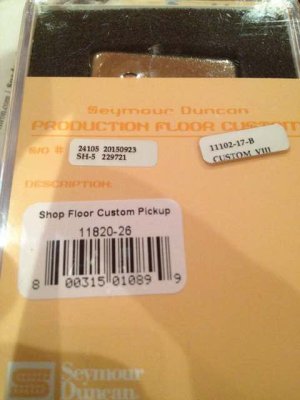 Seymour Duncan
PRODUCTION FLOOR CUSTOM
S/O #:
24105 20150923
SH-5 229721
11102-17-B
CUSTOM VIII
DESCRIPTION:
Shop Floor Custom Pickup
11820-26
8 00315 01089 9
Seymour
Duncan